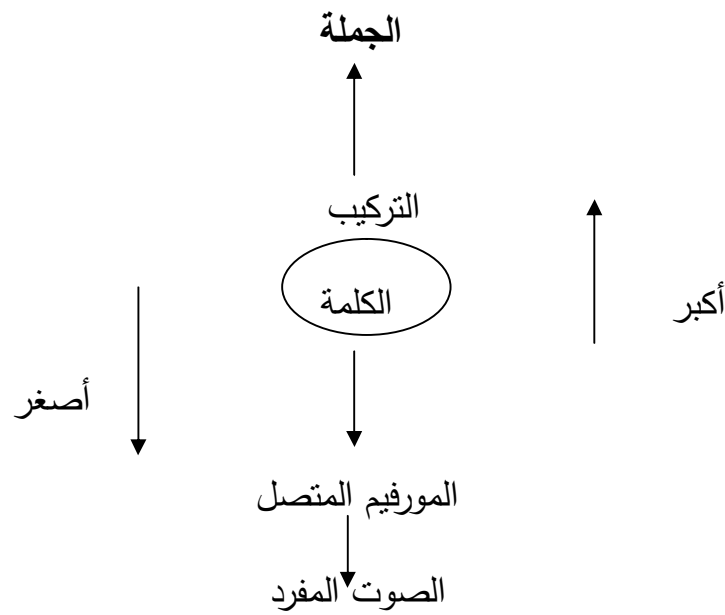 الجملة
التركيب
الكلمة
أكبر
أصغر
المورفيم المتصل
الصوت المفرد